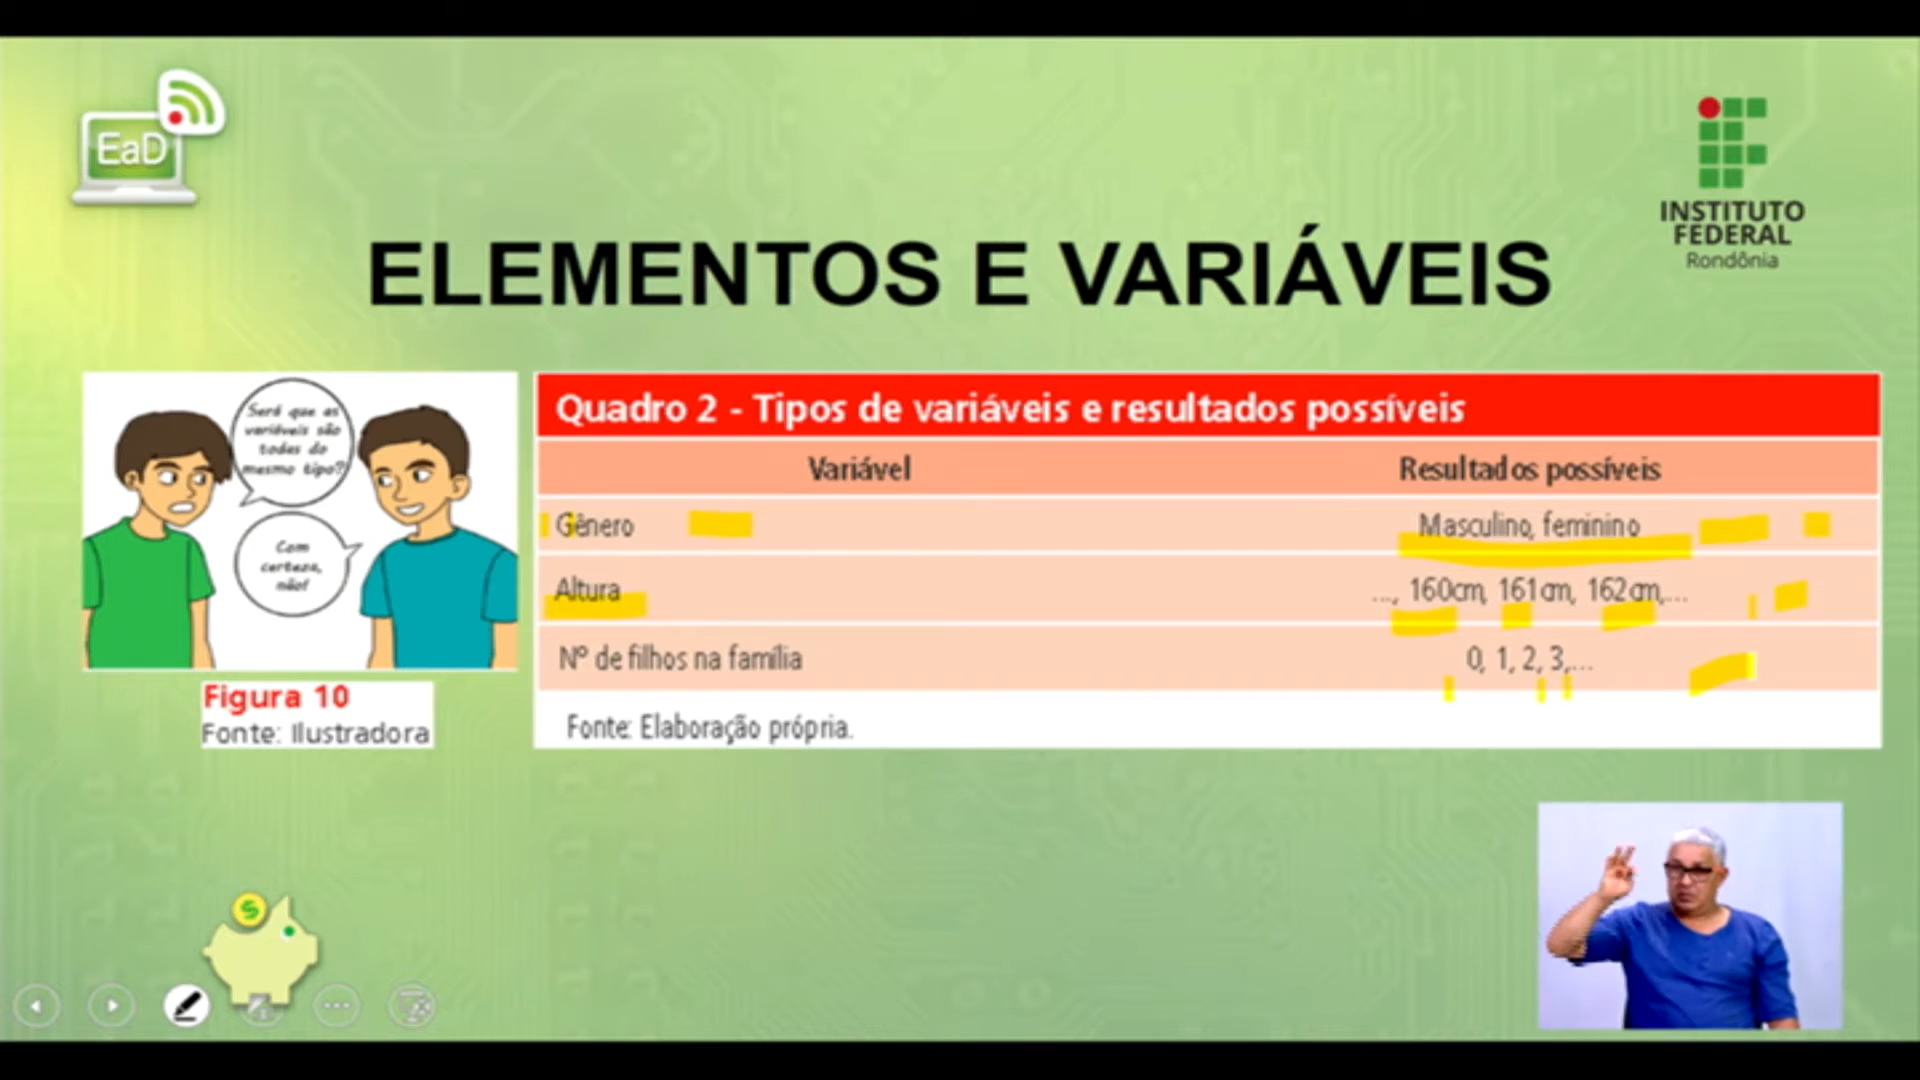 EaD
INSTITUTO
FEDERAL
Rondônia
ELEMENTOS E VARIÁVEIS
Será que as
variáveis são
todas do
mesmo tipo?
Com
certeza,
não!
Figura 10
Fonte: Ilustradora
Quadro 2 - Tipos de variáveis e resultados possíveis
Variável Resultados possíveis
Gênero Masculino, feminino
Altura ..., 160cm, 161cm, 162cm,...
Nº de filhos na família 0, 1, 2, 3,...
Fonte: Elaboração própria.
$